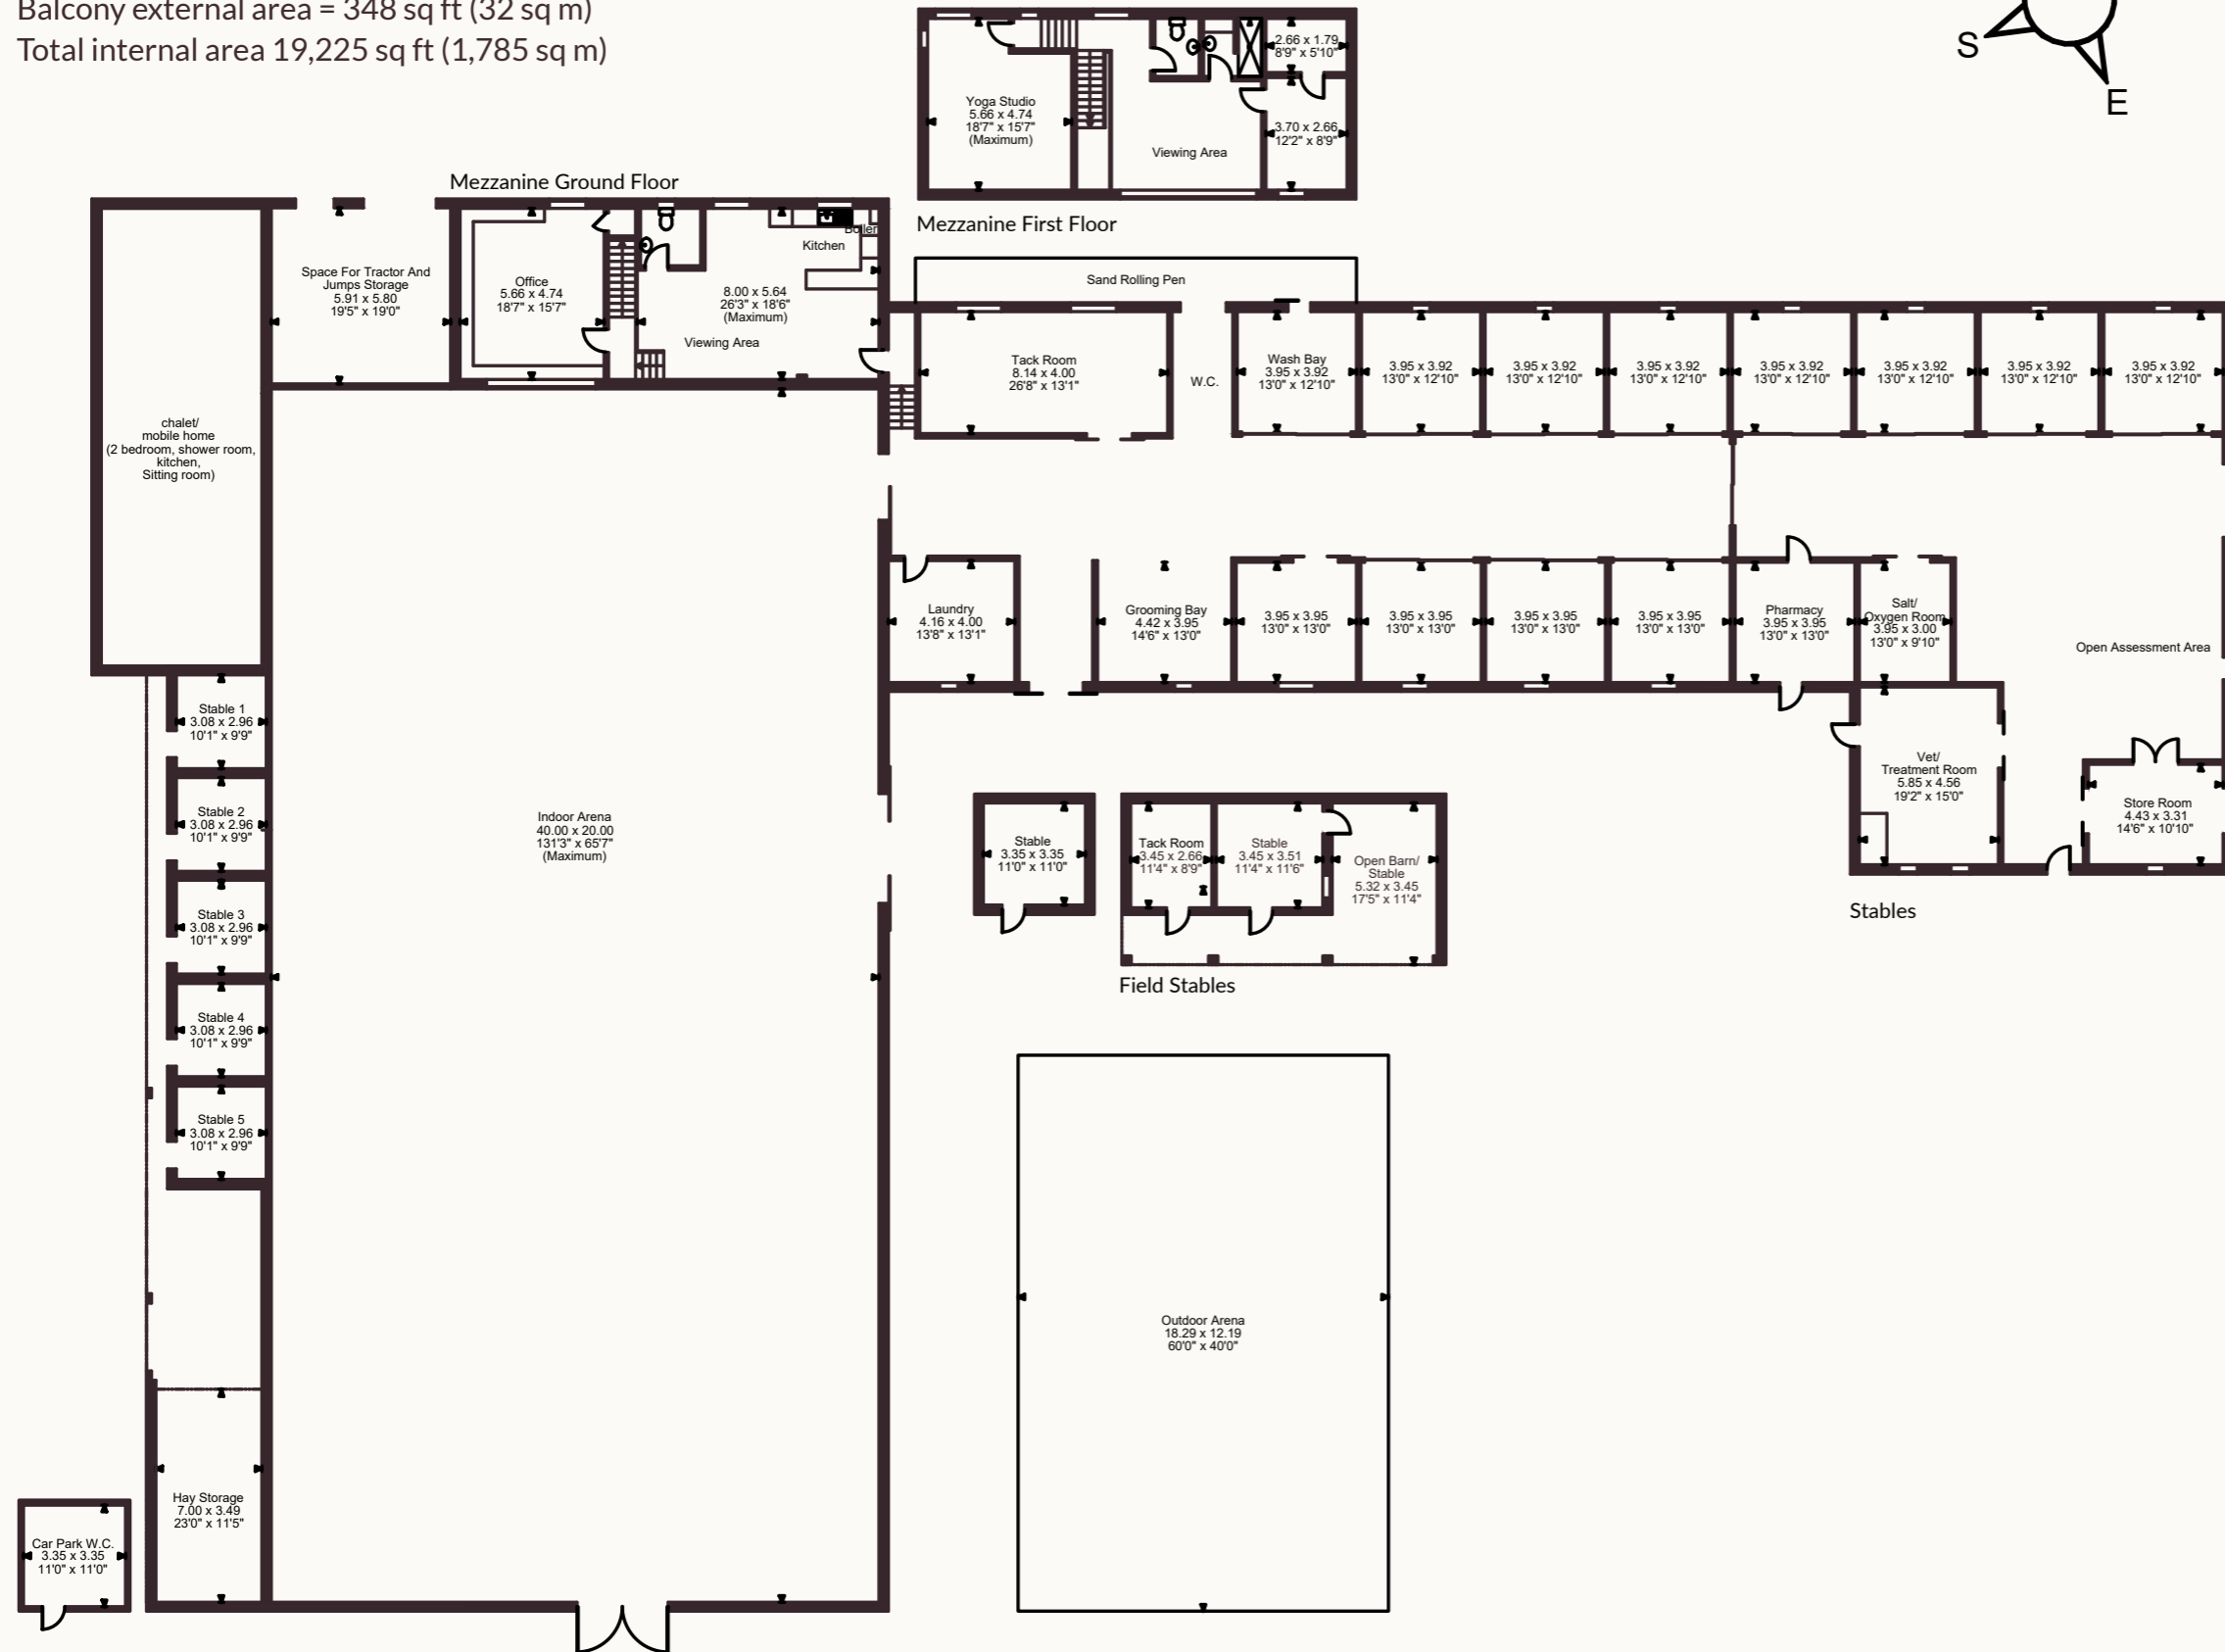 Balcony external area = 348 sq ft (32 sq m)
Total internal area 19,225 sq ft (1,785 sq m)
S
E
Yoga Studio
5.66 x 4.74
18'7" x 15'7"
(Maximum)
Viewing Area
2.66 x 1.79
8'9" x 5'10"
3.70 x 2.66
12'2" x 8'9"
Mezzanine First Floor
Mezzanine Ground Floor
Space For Tractor And
Jumps Storage
5.91 x 5.80
19'5" x 19'0"
Office
5.66 x 4.74
18'7" x 15'7"
Boiler
Kitchen
8.00 x 5.64
26'3" x 18'6"
(Maximum)
Viewing Area
Sand Rolling Pen
Tack Room
8.14 x 4.00
26'8" x 13'1"
W.C.
Wash Bay
3.95 x 3.92
13'0" x 12'10"
3.95 x 3.92
13'0" x 12'10"
3.95 x 3.92
13'0" x 12'10"
3.95 x 3.92
13'0" x 12'10"
3.95 x 3.92
13'0" x 12'10"
3.95 x 3.92
13'0" x 12'10"
3.95 x 3.92
13'0" x 12'10"
3.95 x 3.92
13'0" x 12'10"
chalet/
mobile home
(2 bedroom, shower room,
kitchen,
Sitting room)
Laundry
4.16 x 4.00
13'8" x 13'1"
Grooming Bay
4.42 x 3.95
14'6" x 13'0"
3.95 x 3.95
13'0" x 13'0"
3.95 x 3.95
13'0" x 13'0"
3.95 x 3.95
13'0" x 13'0"
3.95 x 3.95
13'0" x 13'0"
Pharmacy
3.95 x 3.95
13'0" x 13'0"
Salt/
Oxygen Room
3.95 x 3.00
13'0" x 9'10"
Open Assessment Area
Vet/
Treatment Room
5.85 x 4.56
19'2" x 15'0"
Store Room
4.43 x 3.31
14'6" x 10'10"
Stables
Stable 1
3.08 x 2.96
10'1" x 9'9"
Stable 2
3.08 x 2.96
10'1" x 9'9"
Stable 3
3.08 x 2.96
10'1" x 9'9"
Stable 4
3.08 x 2.96
10'1" x 9'9"
Stable 5
3.08 x 2.96
10'1" x 9'9"
Indoor Arena
40.00 x 20.00
131'3" x 65'7"
(Maximum)
Stable
3.35 x 3.35
11'0" x 11'0"
Tack Room
3.45 x 2.66
11'4" x 8'9"
Stable
3.45 x 3.51
11'4" x 11'6"
Open Barn/
Stable
5.32 x 3.45
17'5" x 11'4"
Field Stables
Outdoor Arena
18.29 x 12.19
60'0" x 40'0"
Hay Storage
7.00 x 3.49
23'0" x 11'5"
Car Park W.C.
3.35 x 3.35
11'0" x 11'0"